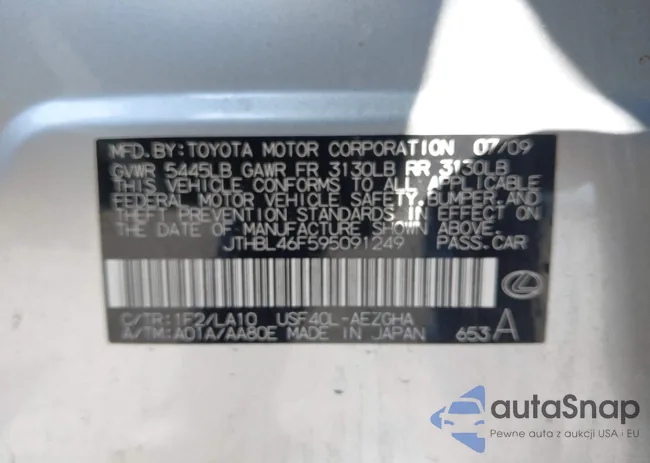 MFD.BY:TOYOTA MOTOR CORPORATION 07/09
GVWR 5445LB GAWR FR 3130LB RR 3130LB
THIS VEHICLE CONFORMS TO ALL APPLICABLE
FEDERAL MOTOR VEHICLE SAFETY,BUMPER,AND
THEFT PREVENTION STANDARDS IN EFFECT ON
THE DATE OF MANUFACTURE SHOWN ABOVE.
JTHBL46F595091249 PASS.CAR
C/TR:1F2/LA10 USF40L-AEZGHA
A/TM:A01A/AA80E MADE IN JAPAN 653 A
autaSnap
Pewne auta z aukcji USA i EU